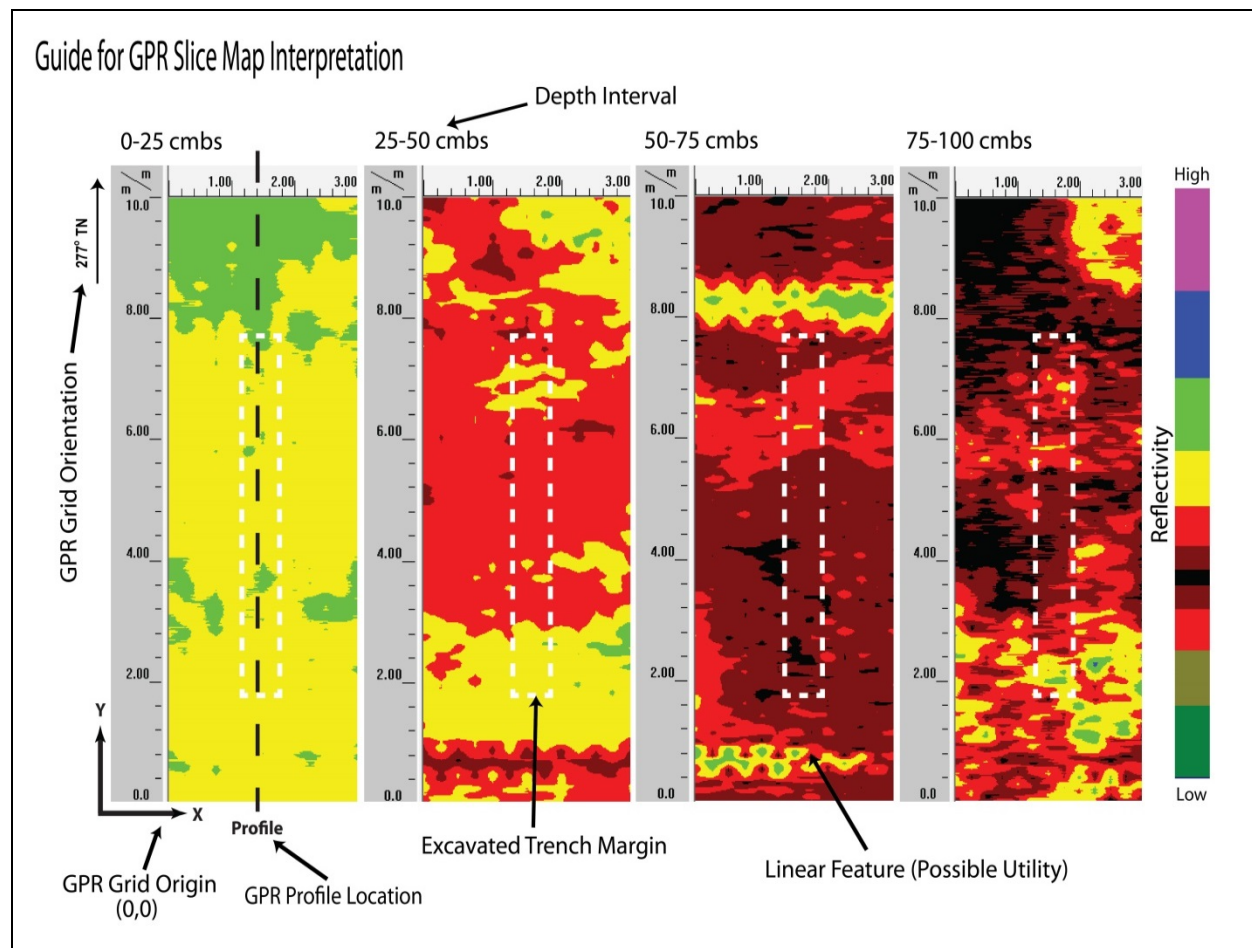 Guide for GPR Slice Map Interpretation
Depth Interval
0-25 cmbs
25-50 cmbs
50-75 cmbs
75-100 cmbs
m
m
1.00 2.00 3.00
m
m
1.00 2.00 3.00
m
m
1.00 2.00 3.00
m
m
1.00 2.00 3.00
10.0
8.00
6.00
4.00
2.00
0.0
10.0
8.00
6.00
4.00
2.00
0.0
10.0
8.00
6.00
4.00
2.00
0.0
10.0
8.00
6.00
4.00
2.00
0.0
High
Reflectivity
Low
277° TN
GPR Grid Orientation
Y
X
Profile
GPR Grid Origin
(0,0)
GPR Profile Location
Excavated Trench Margin
Linear Feature (Possible Utility)